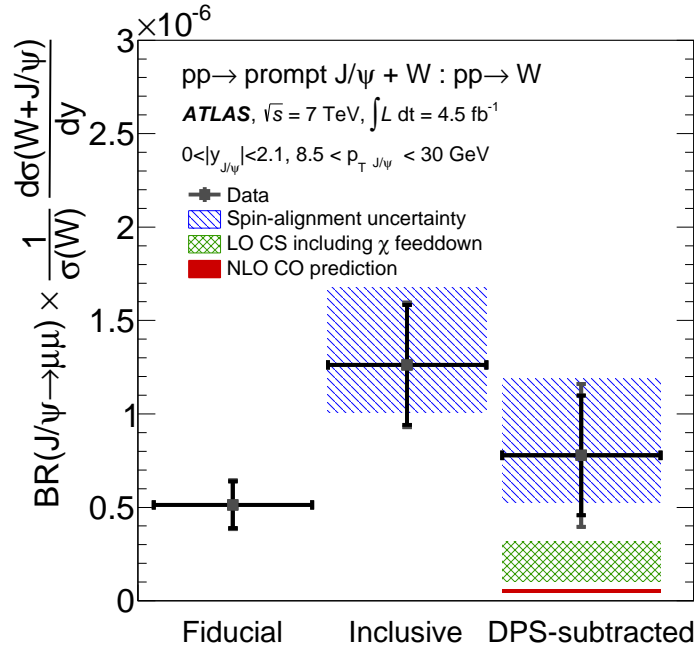 ×10⁻⁶
3
2.5
2
1.5
1
0.5
0
BR(J/ψ→μμ) × 1/σ(W) dσ(W+J/ψ)/dy
pp→ prompt J/ψ + W : pp→ W
ATLAS, √s = 7 TeV, ∫L dt = 4.5 fb⁻¹
0<|y_J/ψ|<2.1, 8.5 < p_T J/ψ < 30 GeV
Data
Spin-alignment uncertainty
LO CS including χ feeddown
NLO CO prediction
Fiducial Inclusive DPS-subtracted